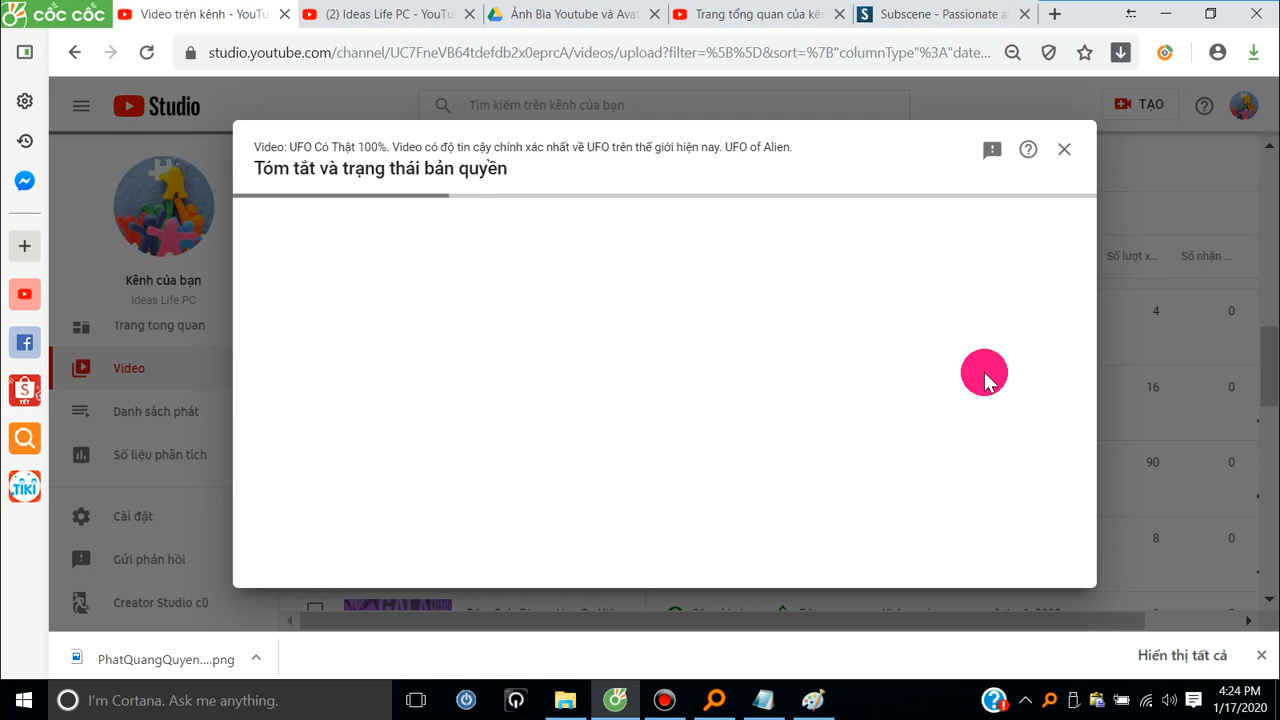 cốc cốc
Video trên kênh - YouTu
(2) Ideas Life PC - YouTu
Ảnh Bìa Youtube và Ava
Trang tổng quan của kên
Subscene - Passionate a
studio.youtube.com/channel/UC7FneVB64tdefdb2x0eprcA/videos/upload?filter=%5B%5D&sort=%7B"columnType"%3A"date...
Studio
Tìm kiếm trên kênh của bạn
TẠO
Video: UFO Có Thật 100%. Video có độ tin cậy chính xác nhất về UFO trên thế giới hiện nay. UFO of Alien.
Tóm tắt và trạng thái bản quyền
Kênh của bạn
Ideas Life PC
Trang tổng quan
Video
Danh sách phát
Số liệu phân tích
Cài đặt
Gửi phản hồi
Creator Studio cũ
Số lượt x...
Số nhận ...
4
0
16
0
90
0
8
0
TẾT
TIKI
PhatQuangQuyen....png
Hiển thị tất cả
I'm Cortana. Ask me anything.
4:24 PM
1/17/2020